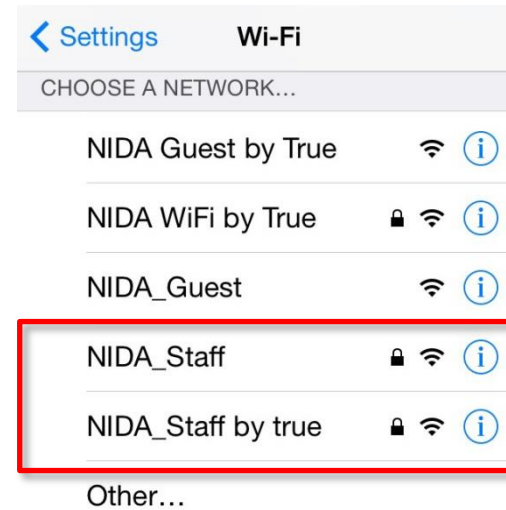 Settings Wi-Fi
CHOOSE A NETWORK...
NIDA Guest by True
NIDA WiFi by True
NIDA_Guest
NIDA_Staff
NIDA_Staff by true
Other...